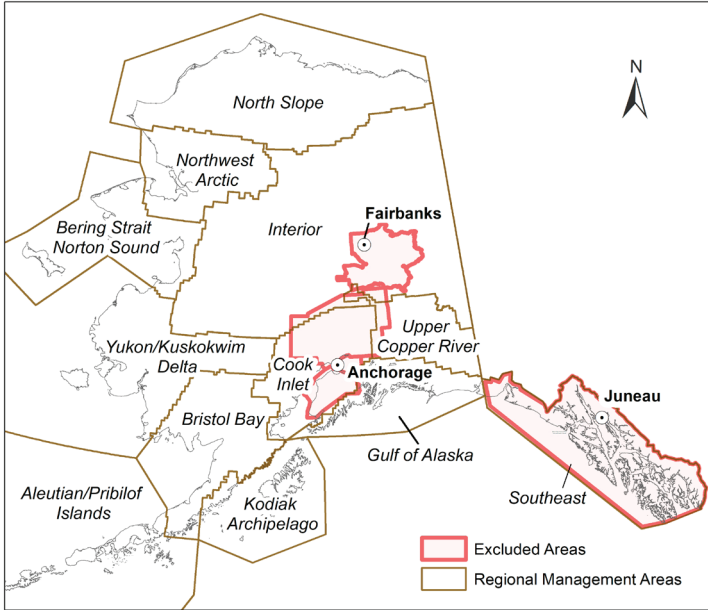 N
North Slope
Northwest
Arctic
Bering Strait
Norton Sound
Interior
Fairbanks
Yukon/Kuskokwim
Delta
Cook
Inlet
Upper
Copper River
Anchorage
Bristol Bay
Gulf of Alaska
Juneau
Southeast
Aleutian/Pribilof
Islands
Kodiak
Archipelago
Excluded Areas
Regional Management Areas